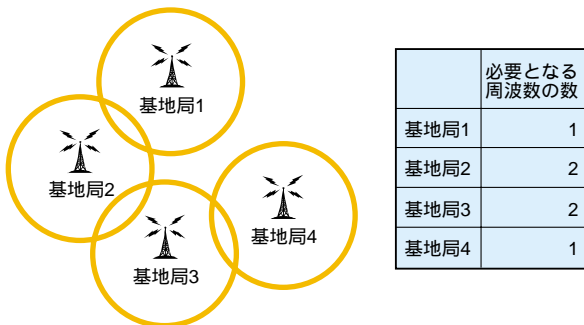 基地局1
基地局2
基地局3
基地局4
必要となる
周波数の数
基地局1 1
基地局2 2
基地局3 2
基地局4 1